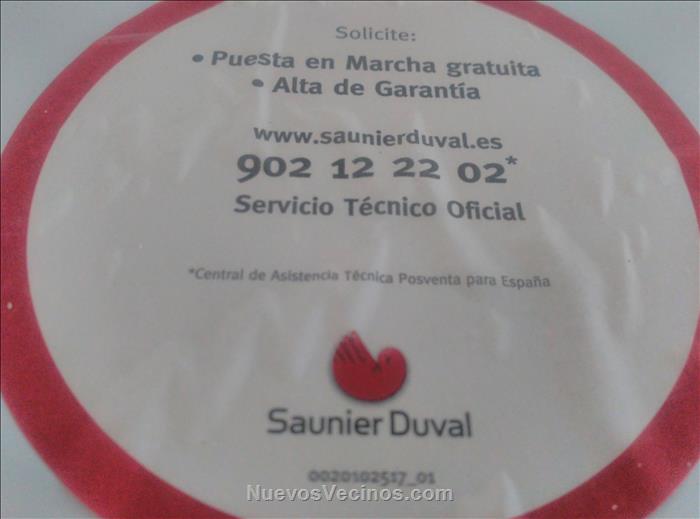 Solicite:
• Puesta en Marcha gratuita
• Alta de Garantía
www.saunierduval.es
902 12 22 02*
Servicio Técnico Oficial
*Central de Asistencia Técnica Posventa para España
Saunier Duval
0020102517_01
NuevosVecinos.com